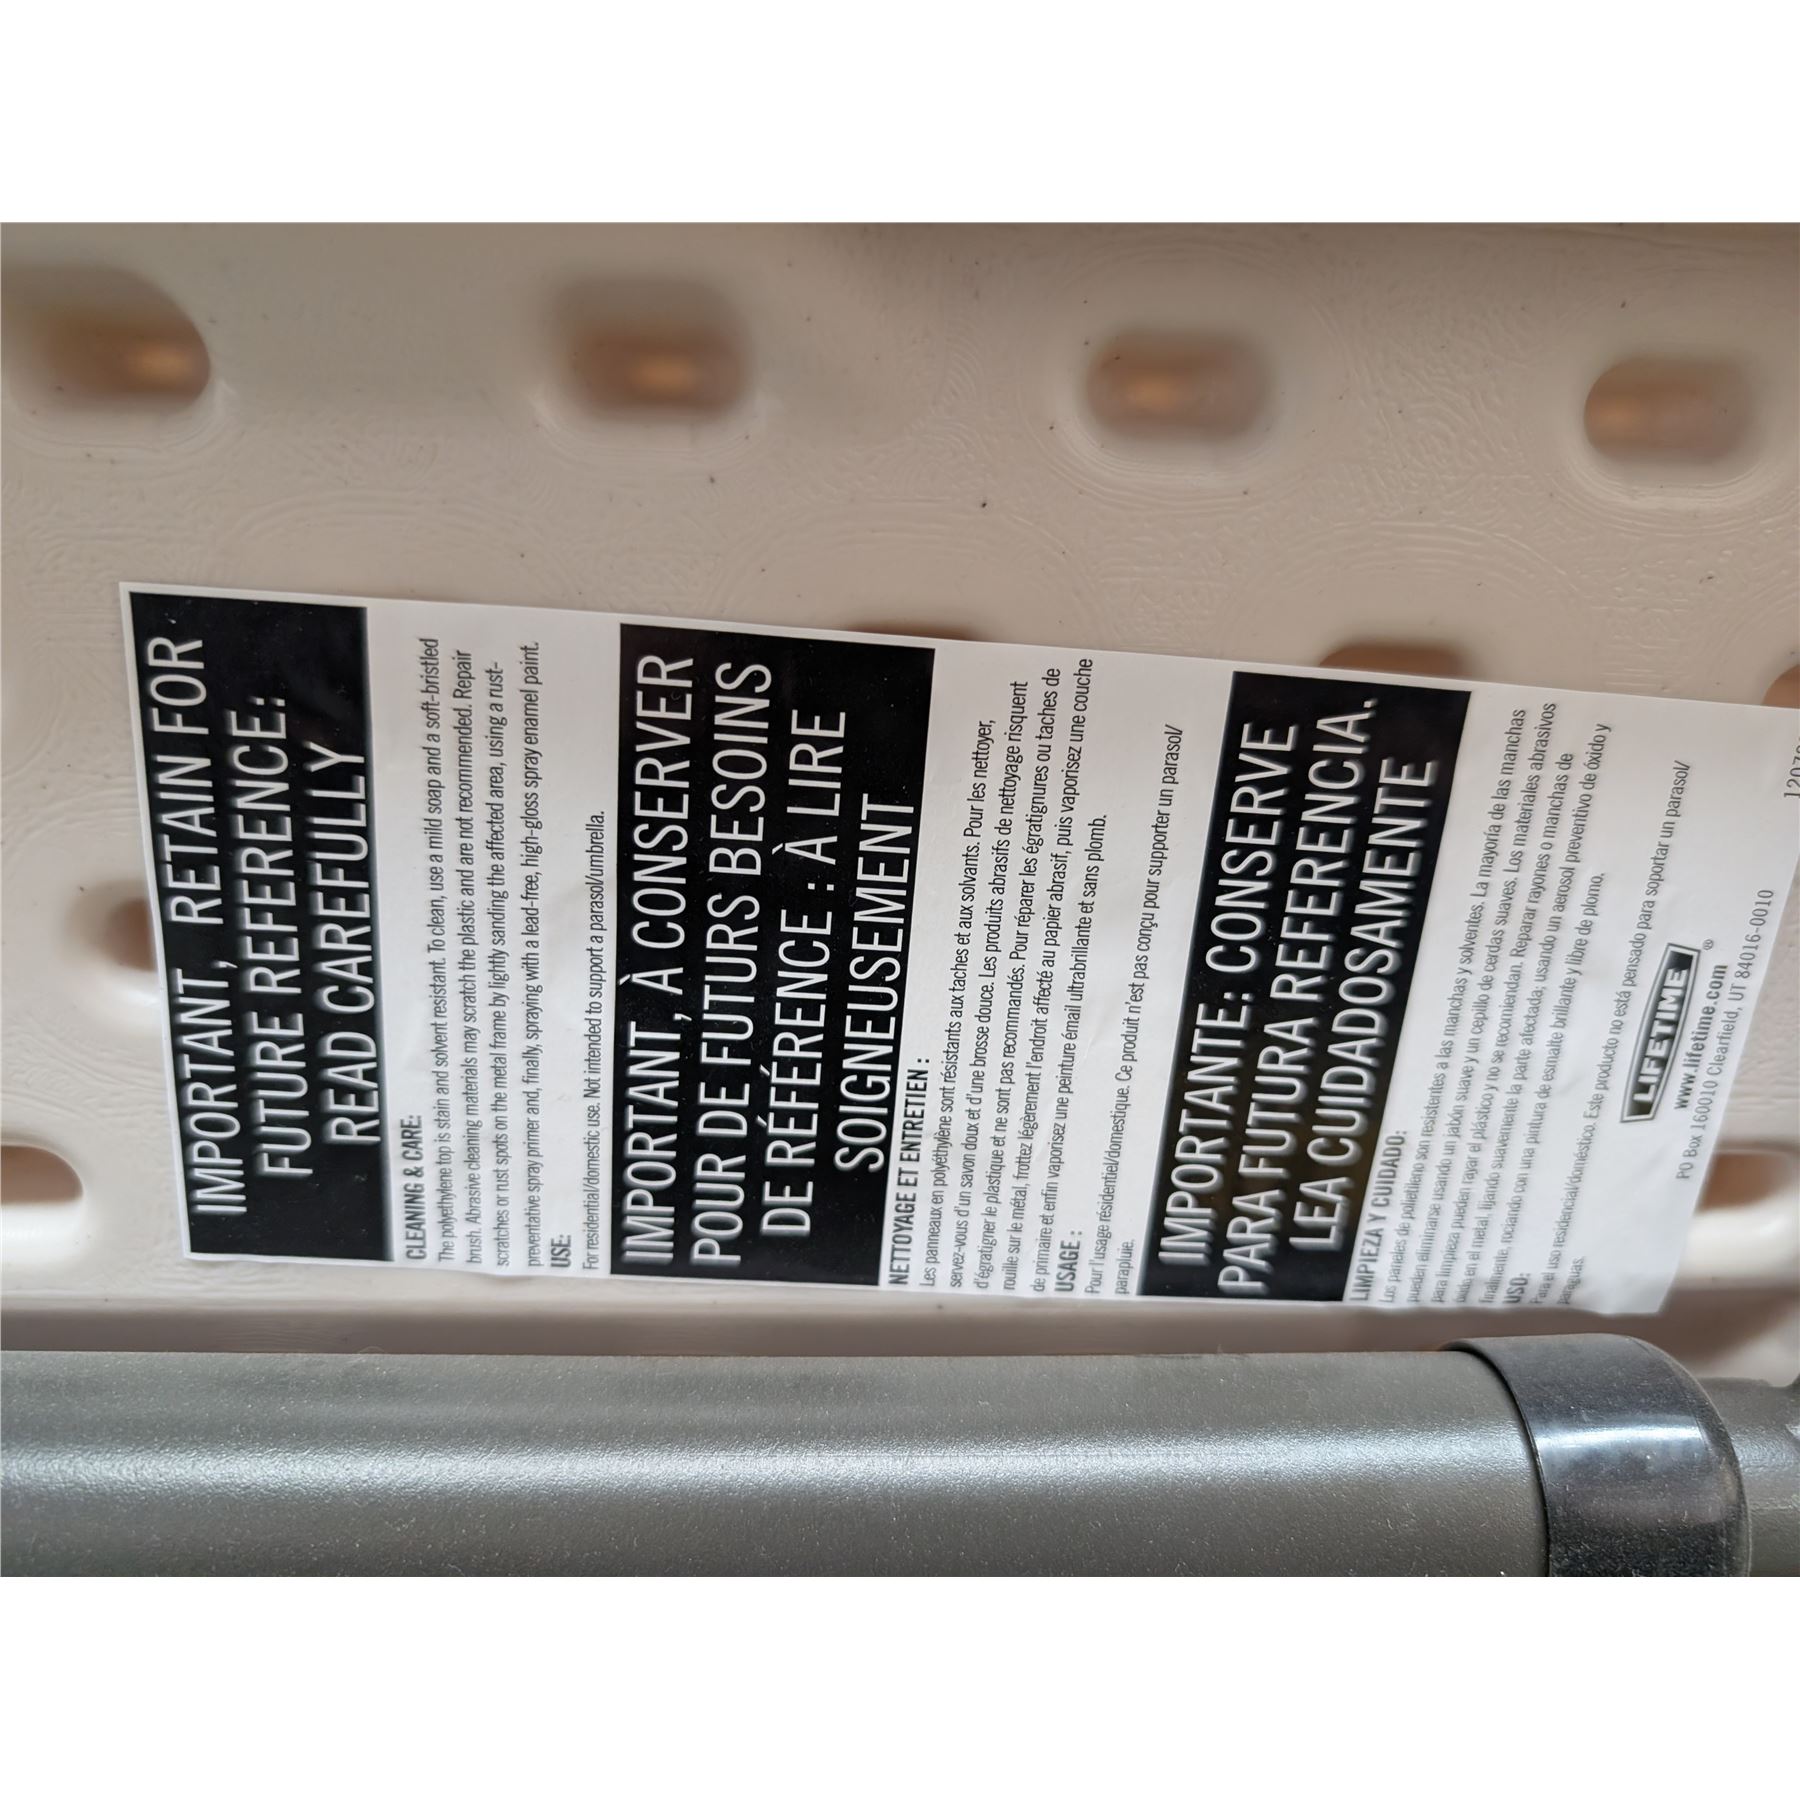 IMPORTANT, RETAIN FOR
FUTURE REFERENCE:
READ CAREFULLY
CLEANING & CARE:
The polyethylene top is stain and solvent resistant. To clean, use a mild soap and a soft-bristled
brush. Abrasive cleaning materials may scratch the plastic and are not recommended. Repair
scratches or rust spots on the metal frame by lightly sanding the affected area, using a rust-
preventative spray primer and, finally, spraying with a lead-free, high-gloss spray enamel paint.
USE:
For residential/domestic use. Not intended to support a parasol/umbrella.
IMPORTANT, À CONSERVER
POUR DE FUTURS BESOINS
DE RÉFÉRENCE : À LIRE
SOIGNEUSEMENT
NETTOYAGE ET ENTRETIEN :
Les panneaux en polyéthylène sont résistants aux taches et aux solvants. Pour les nettoyer,
servez-vous d'un savon doux et d'une brosse douce. Les produits abrasifs de nettoyage risquent
d'égratigner le plastique et ne sont pas recommandés. Pour réparer les égratignures ou taches de
rouille sur le métal, frottez légèrement l'endroit affecté au papier abrasif, puis vaporisez une couche
de primaire et enfin vaporisez une peinture émail ultrabrillante et sans plomb.
USAGE :
Pour l'usage résidentiel/domestique. Ce produit n'est pas conçu pour supporter un parasol/
parapluie.
IMPORTANTE: CONSERVE
PARA FUTURA REFERENCIA.
LEA CUIDADOSAMENTE
LIMPIEZA Y CUIDADO:
Los paneles de polietileno son resistentes a las manchas y solventes. La mayoría de las manchas
puedan eliminarse usando un jabón suave y un cepillo de cerdas suaves. Los materiales abrasivos
para limpieza pueden rayar el plástico y no se recomiendan. Reparar rayones o manchas de
óxido en el metal, lijando suavemente la parte afectada, usando un aerosol preventivo de óxido y
finalmente, rociando con una pintura de esmalte brillante y libre de plomo.
USO:
Para el uso residencial/doméstico. Este producto no está pensado para soportar un parasol/
paraguas.
LIFETIME®
www.lifetime.com
PO Box 160010 Clearfield, UT 84016-0010